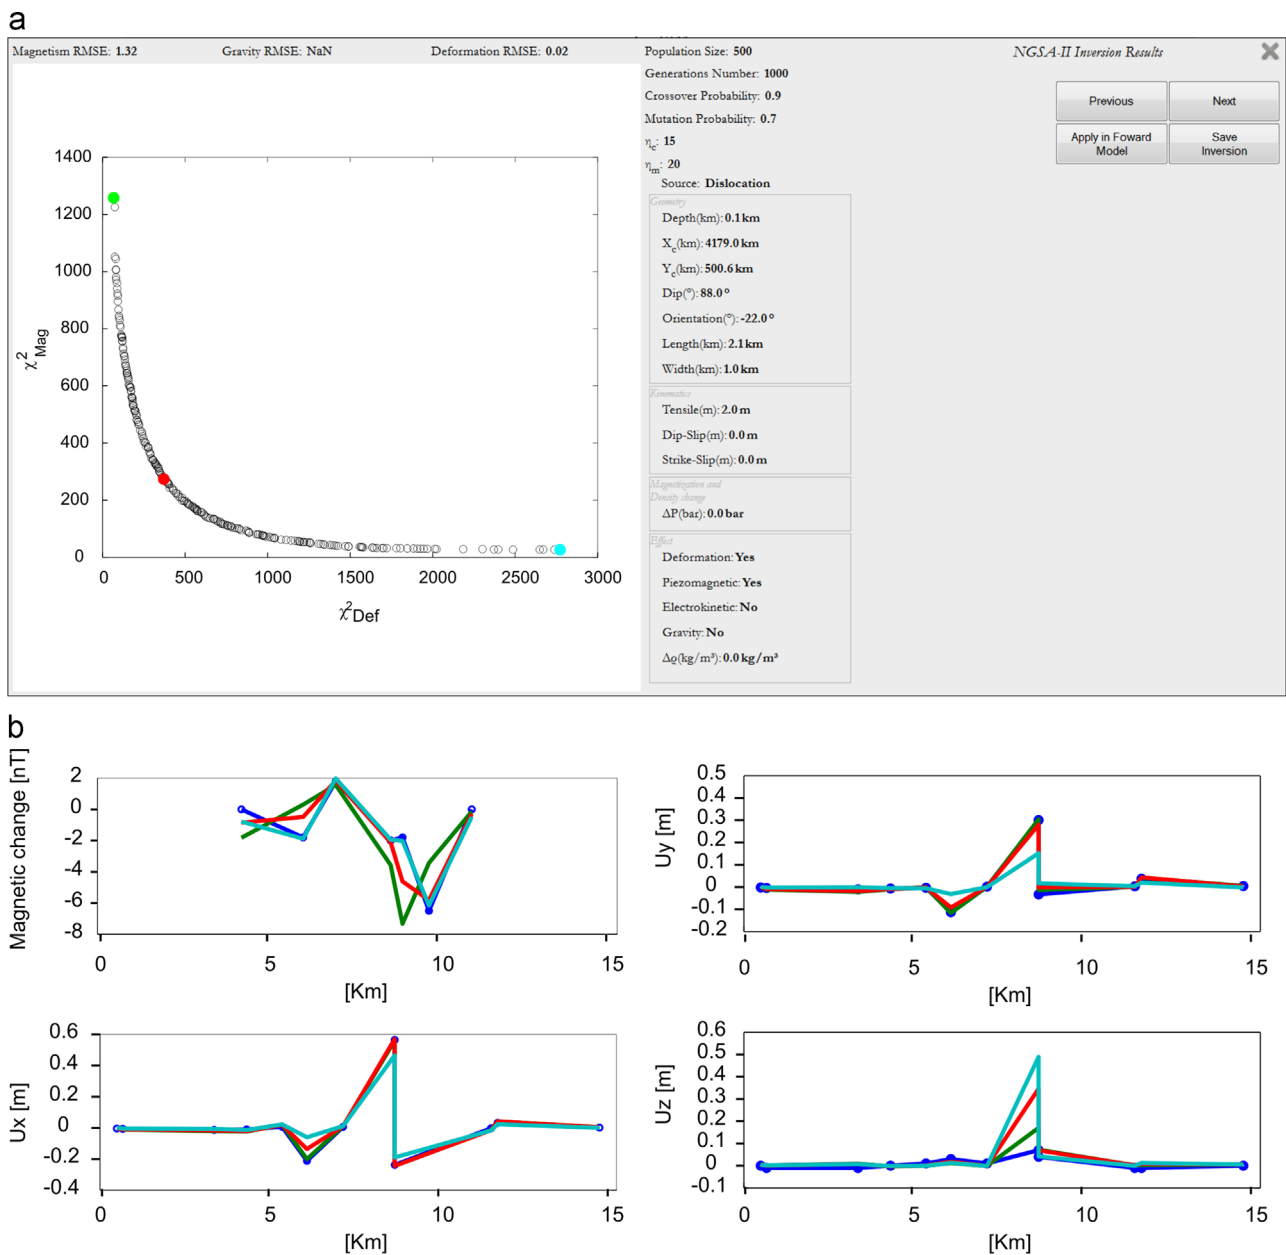 a
Magnetism RMSE: 1.32 Gravity RMSE: NaN Deformation RMSE: 0.02 Population Size: 500 NGSA-II Inversion Results
Generations Number: 1000
Crossover Probability: 0.9
Mutation Probability: 0.7
ηc: 15
ηm: 20
Previous Next
Apply in Foward Model Save Inversion
Source: Dislocation
Geometry
Depth(km): 0.1 km
Xc(km): 4179.0 km
Yc(km): 500.6 km
Dip(°): 88.0 °
Orientation(°): -22.0 °
Length(km): 2.1 km
Width(km): 1.0 km
Kinematics
Tensile(m): 2.0 m
Dip-Slip(m): 0.0 m
Strike-Slip(m): 0.0 m
Magnetization and
Density change
ΔP(bar): 0.0 bar
Effect
Deformation: Yes
Piezomagnetic: Yes
Electrokinetic: No
Gravity: No
Δϱ(kg/m³): 0.0 kg/m³
χ²Mag
1400
1200
1000
800
600
400
200
0
0 500 1000 1500 2000 2500 3000
χ²Def
b
Magnetic change [nT]
2
0
-2
-4
-6
-8
0 5 10 15
[Km]
Uy [m]
0.5
0.4
0.3
0.2
0.1
0
-0.1
-0.2
0 5 10 15
[Km]
Ux [m]
0.6
0.4
0.2
0
-0.2
-0.4
0 5 10 15
[Km]
Uz [m]
0.6
0.5
0.4
0.3
0.2
0.1
0
-0.1
0 5 10 15
[Km]